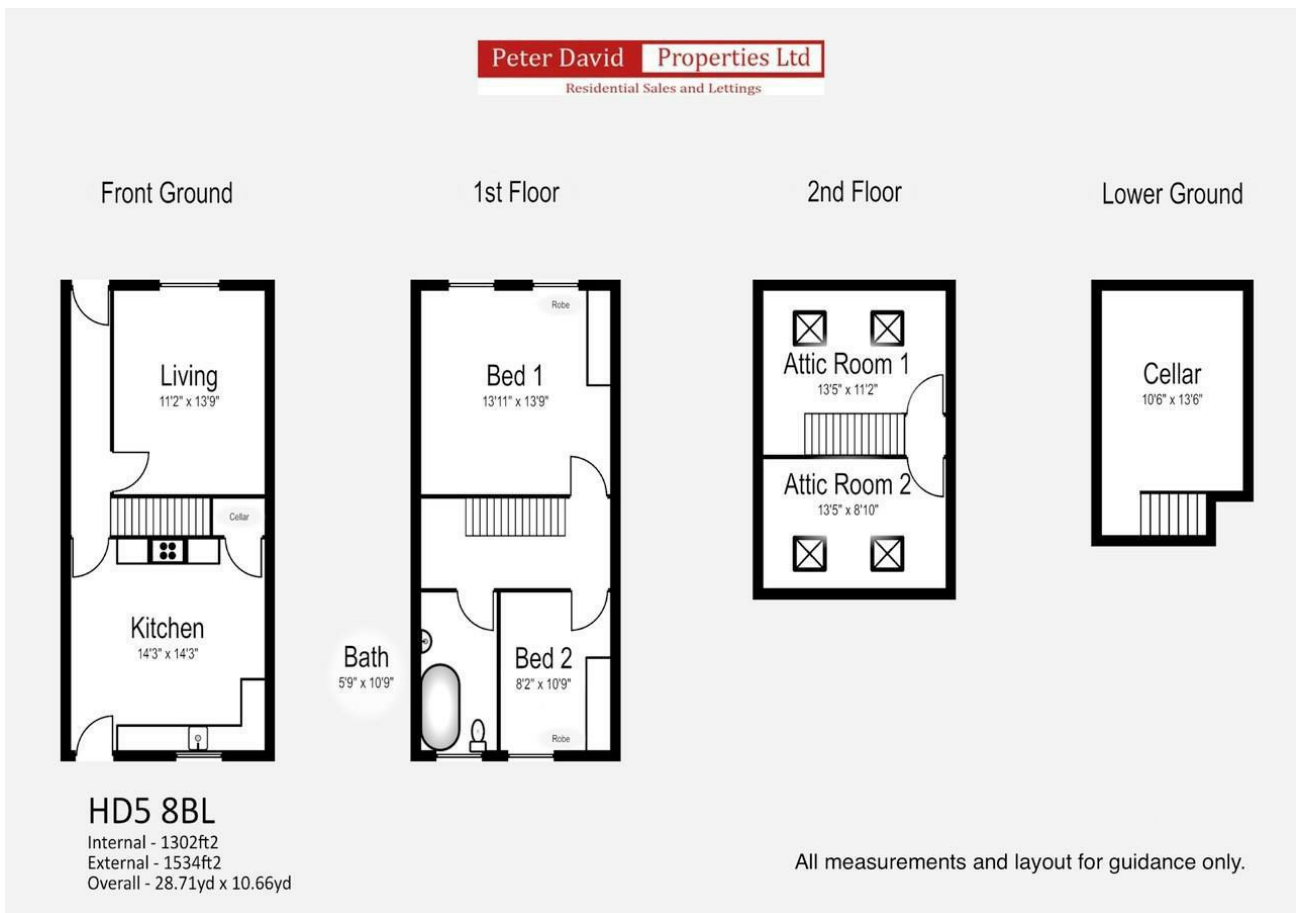 Peter David Properties Ltd
Residential Sales and Lettings
Front Ground
1st Floor
2nd Floor
Lower Ground
Living
11'2" x 13'9"
Cellar
Kitchen
14'3" x 14'3"
Robe
Bed 1
13'11" x 13'9"
Bath
5'9" x 10'9"
Bed 2
8'2" x 10'9"
Robe
Attic Room 1
13'5" x 11'2"
Attic Room 2
13'5" x 8'10"
Cellar
10'6" x 13'6"
HD5 8BL
Internal - 1302ft2
External - 1534ft2
Overall - 28.71yd x 10.66yd
All measurements and layout for guidance only.